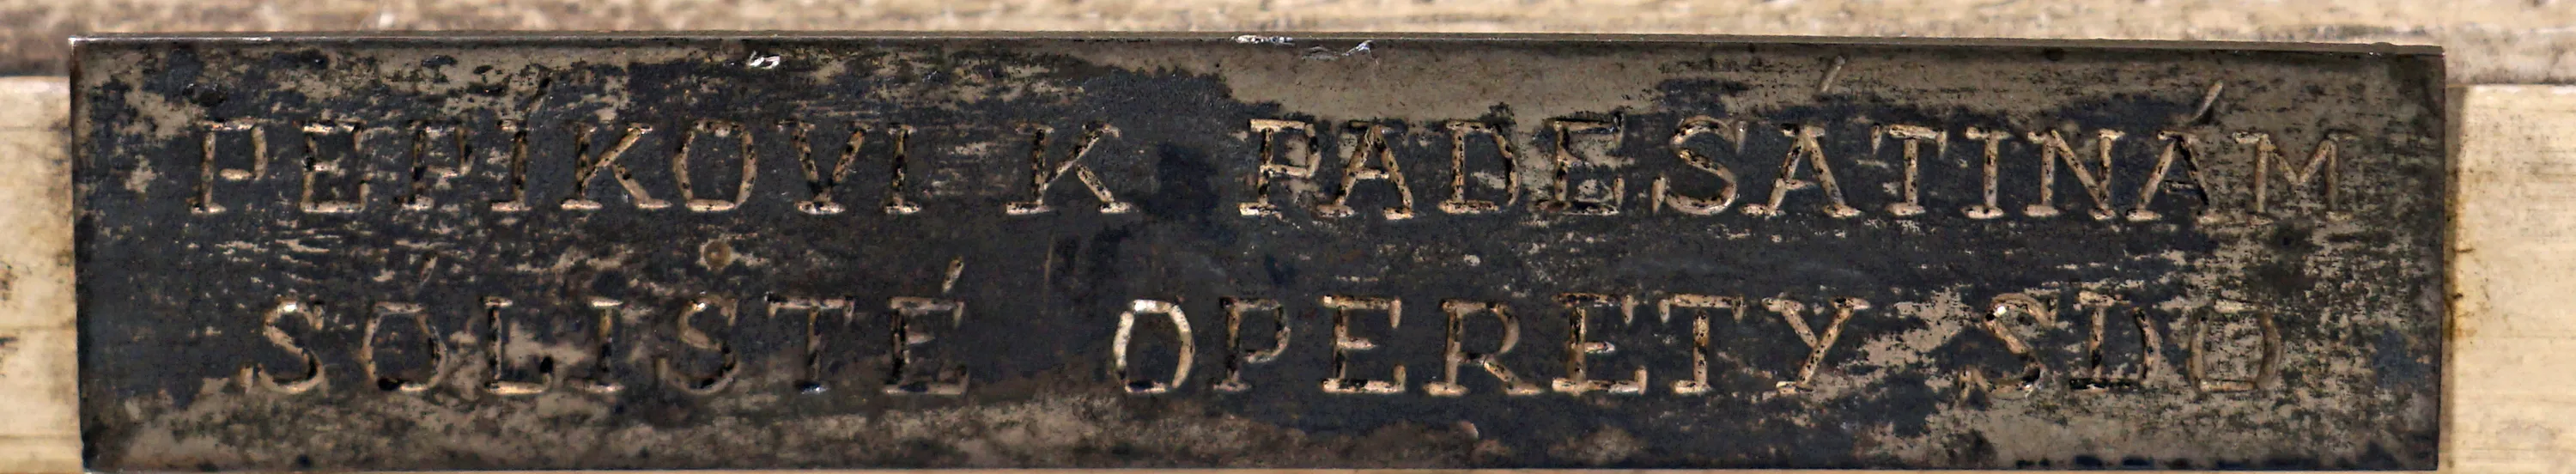 PEPÍKOVI K PADESÁTINÁM
SÓLISTÉ OPERETY SDO